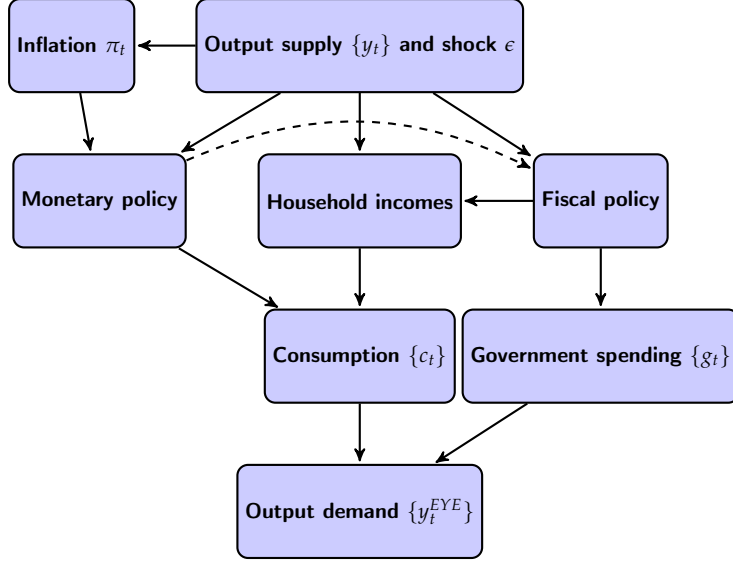 Inflation π_t
Output supply {y_t} and shock ϵ
Monetary policy
Household incomes
Fiscal policy
Consumption {c_t}
Government spending {g_t}
Output demand {y_t^{EYE}}